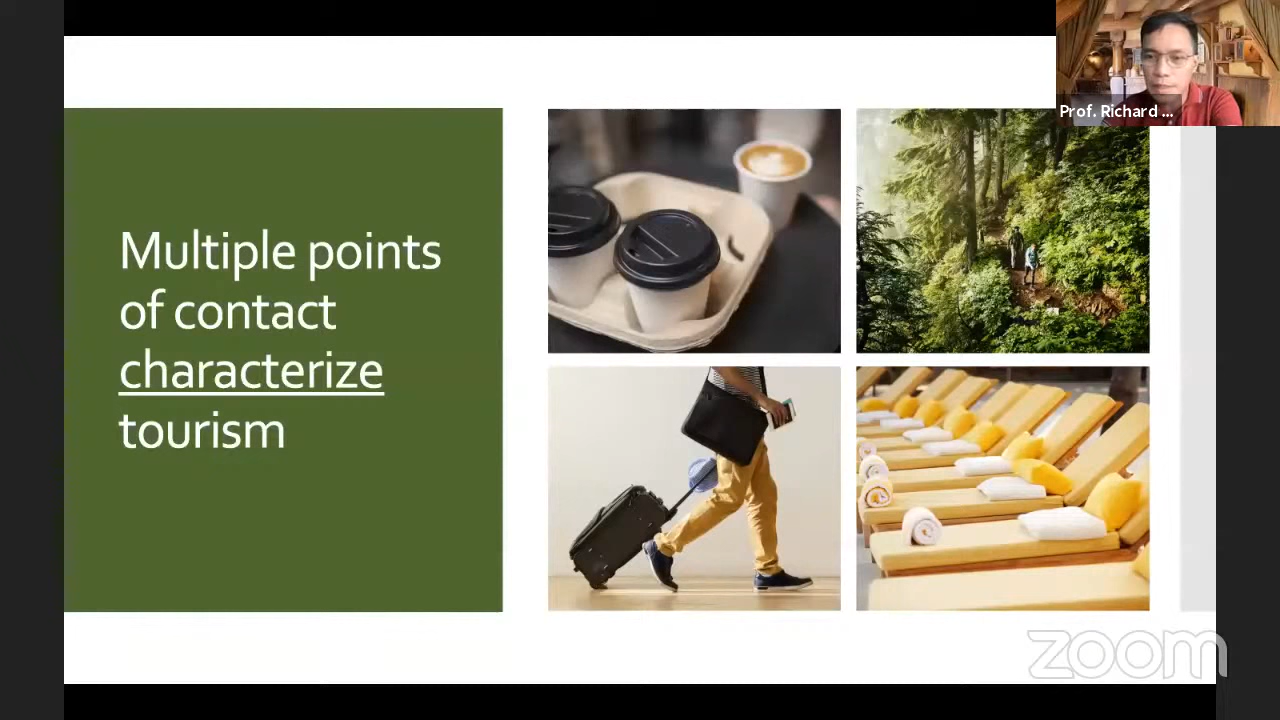 Prof. Richard ...
Multiple points
of contact
characterize
tourism
zoom